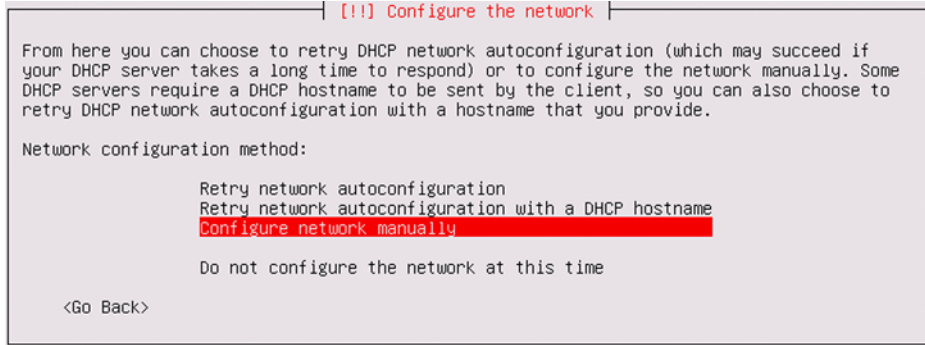 [!!] Configure the network
From here you can choose to retry DHCP network autoconfiguration (which may succeed if
your DHCP server takes a long time to respond) or to configure the network manually. Some
DHCP servers require a DHCP hostname to be sent by the client, so you can also choose to
retry DHCP network autoconfiguration with a hostname that you provide.
Network configuration method:
Retry network autoconfiguration
Retry network autoconfiguration with a DHCP hostname
Configure network manually
Do not configure the network at this time
<Go Back>